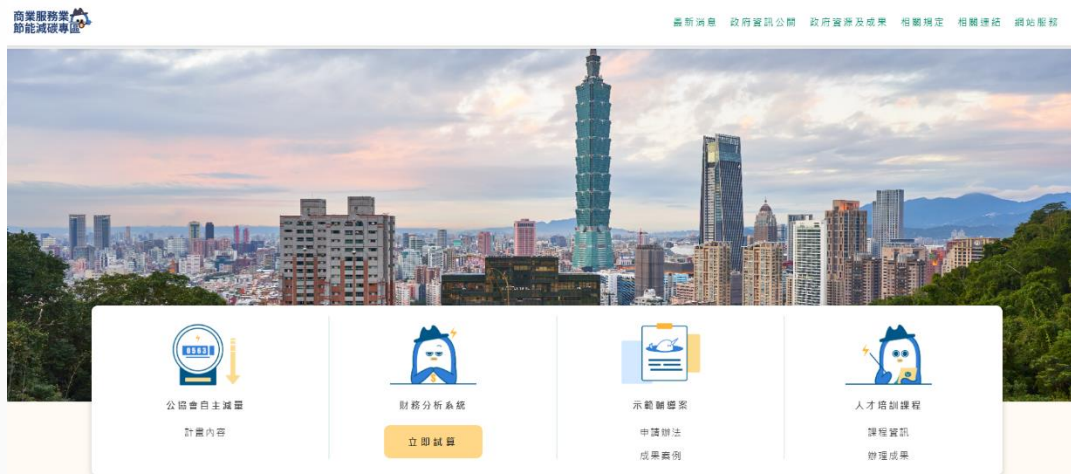 商業服務業
節能減碳專區
最新消息 政府資訊公開 政府資源及成果 相關規定 相關連結 網站服務
8563
公協會自主減量 財務分析系統 示範輔導案 人才培訓課程
計畫內容 立即試算 申請辦法 課程資訊
成果案例 辦理成果